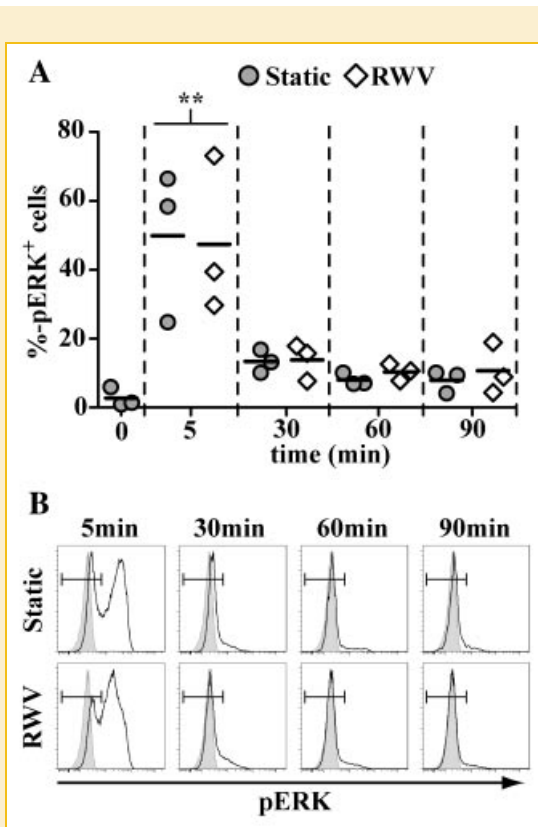 A
Static RWV
**
80
60
40
20
0
%-pERK+ cells
0 5 30 60 90
time (min)
B
5min 30min 60min 90min
Static
RWV
pERK